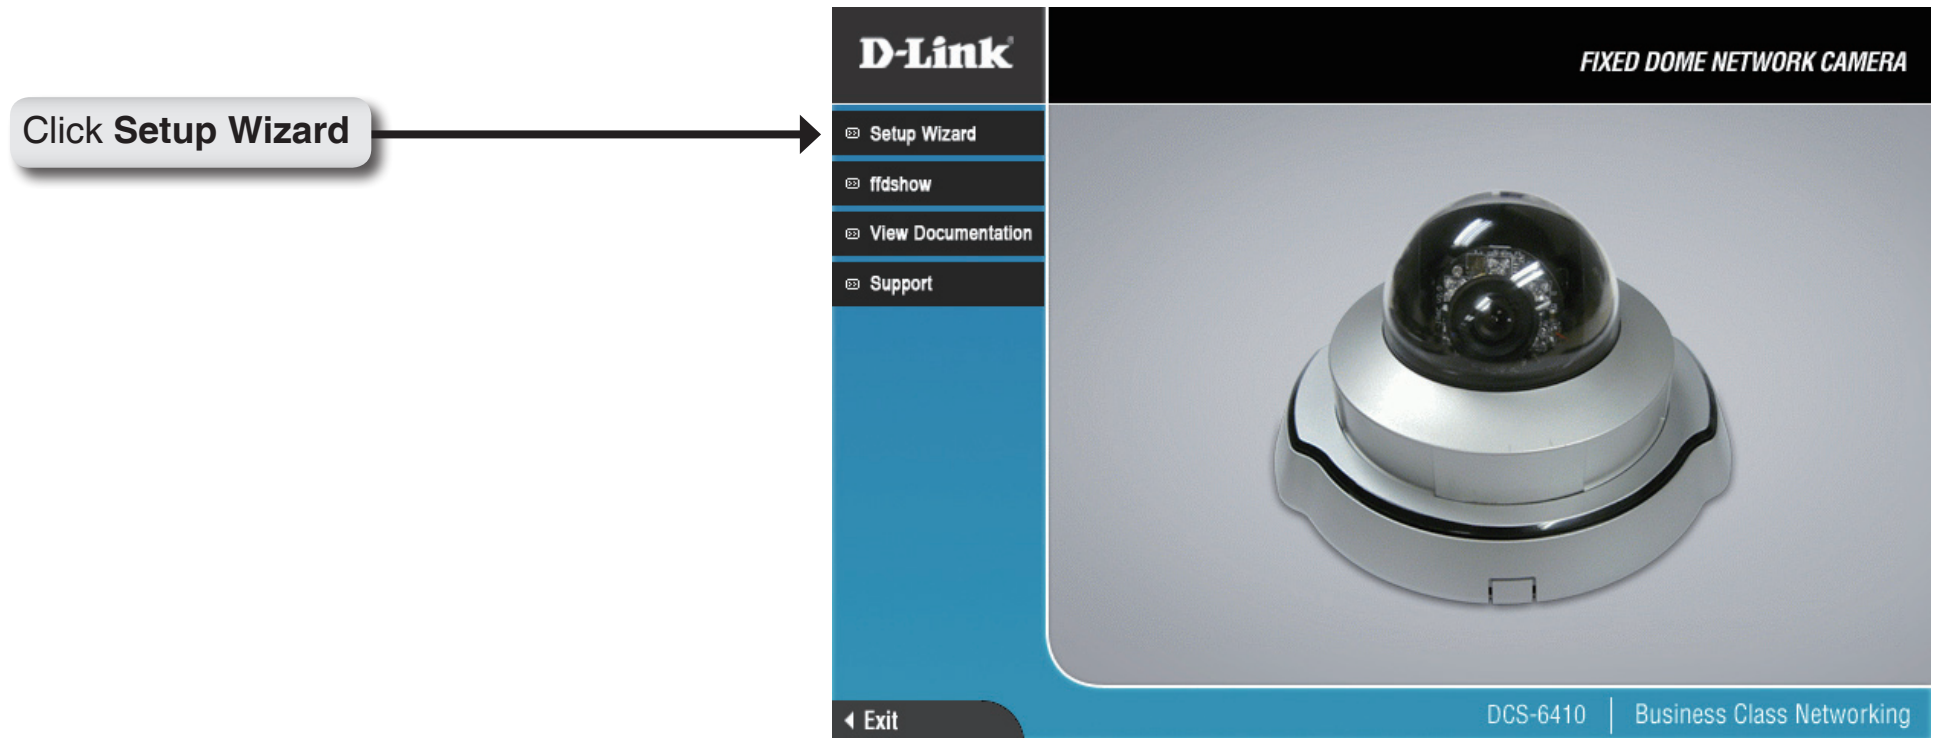 D-Link
FIXED DOME NETWORK CAMERA
Click Setup Wizard
Setup Wizard
ffdshow
View Documentation
Support
Exit
DCS-6410 | Business Class Networking